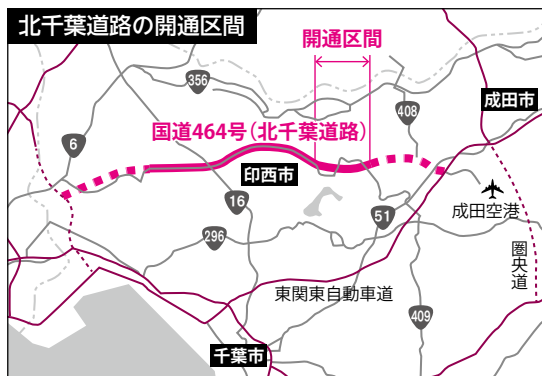 北千葉道路の開通区間
開通区間
356
408
成田市
国道464号(北千葉道路)
6
印西市
16
51
成田空港
296
圏央道
東関東自動車道
409
千葉市